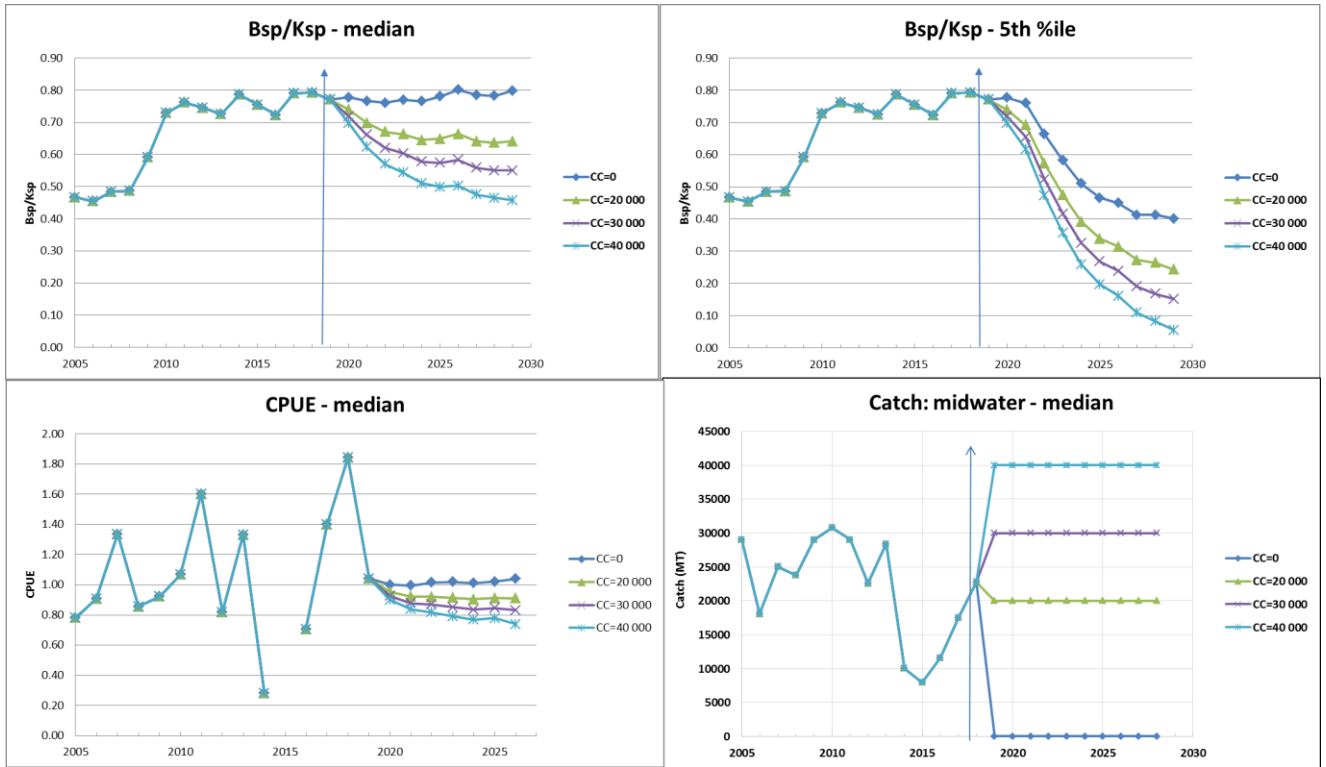 Bsp/Ksp - median
0.90
0.80
0.70
0.60
0.50
0.40
0.30
0.20
0.10
0.00
Bsp/Ksp
2005 2010 2015 2020 2025 2030
CC=0
CC=20 000
CC=30 000
CC=40 000
Bsp/Ksp - 5th %ile
0.90
0.80
0.70
0.60
0.50
0.40
0.30
0.20
0.10
0.00
Bsp/Ksp
2005 2010 2015 2020 2025 2030
CC=0
CC=20 000
CC=30 000
CC=40 000
CPUE - median
2.00
1.80
1.60
1.40
1.20
1.00
0.80
0.60
0.40
0.20
0.00
CPUE
2005 2010 2015 2020 2025
CC=0
CC=20 000
CC=30 000
CC=40 000
Catch: midwater - median
45000
40000
35000
30000
25000
20000
15000
10000
5000
0
Catch (MT)
2005 2010 2015 2020 2025 2030
CC=0
CC=20 000
CC=30 000
CC=40 000